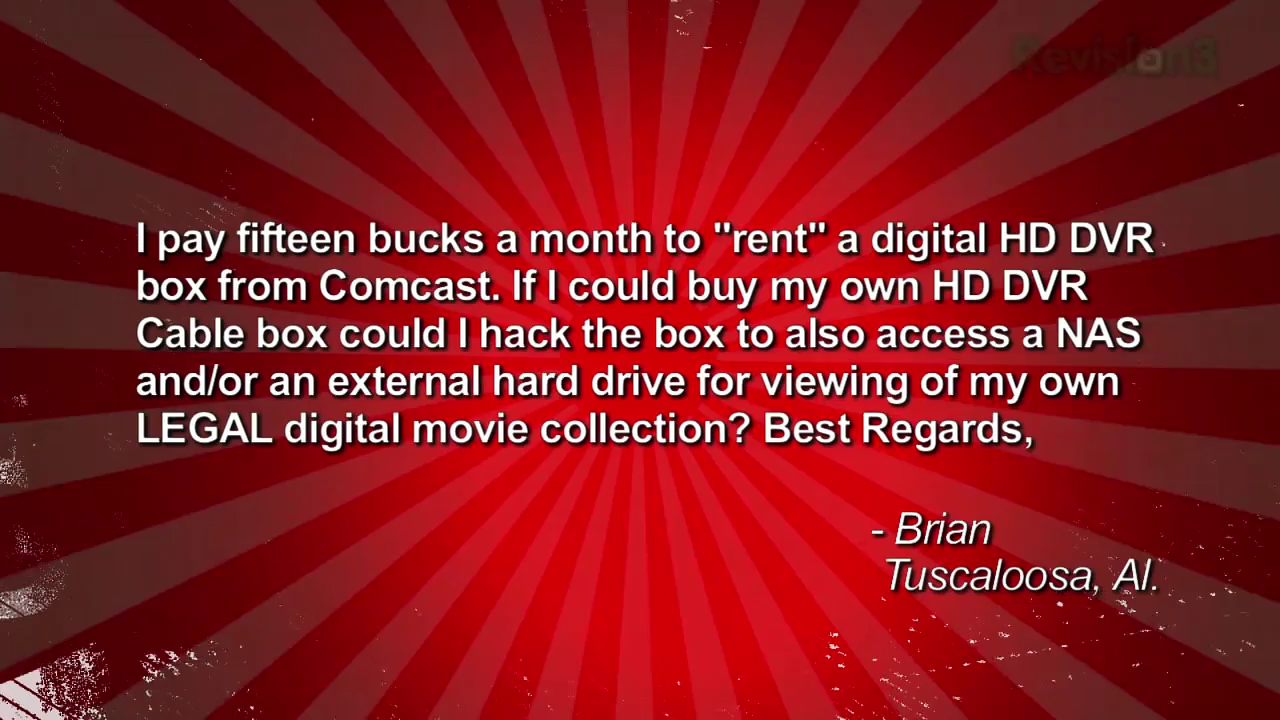 Revision3
I pay fifteen bucks a month to "rent" a digital HD DVR
box from Comcast. If I could buy my own HD DVR
Cable box could I hack the box to also access a NAS
and/or an external hard drive for viewing of my own
LEGAL digital movie collection? Best Regards,
- Brian
Tuscaloosa, Al.